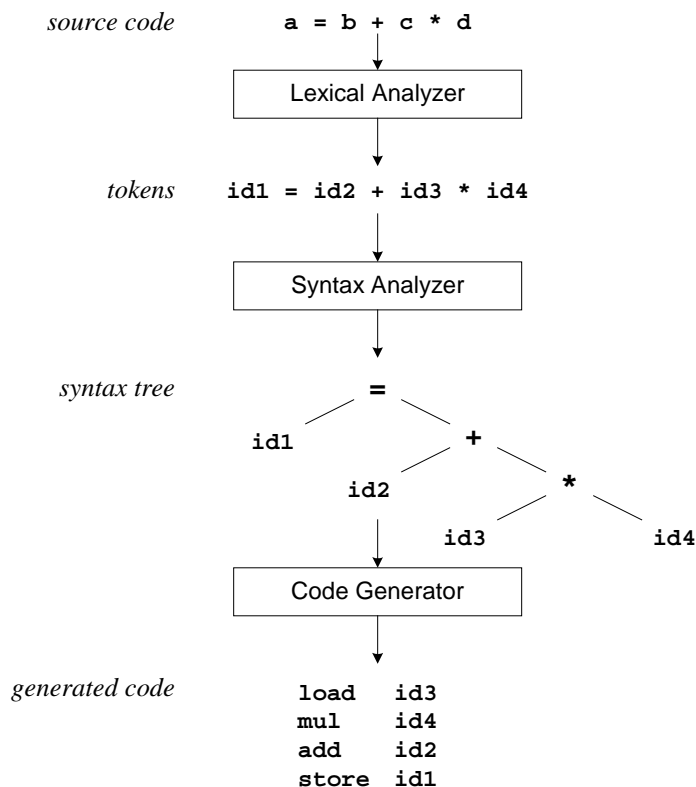 source code a = b + c * d
Lexical Analyzer
tokens id1 = id2 + id3 * id4
Syntax Analyzer
syntax tree =
id1 +
id2 *
id3 id4
Code Generator
generated code load id3
mul id4
add id2
store id1